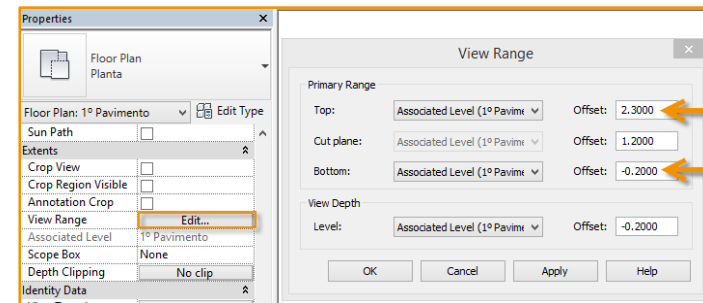 Properties
×
Floor Plan
Planta
Floor Plan: 1º Pavimento
Edit Type
Sun Path
Extents
Crop View
Crop Region Visible
Annotation Crop
View Range
Edit...
Associated Level
1º Pavimento
Scope Box
None
Depth Clipping
No clip
Identity Data
View Range
×
Primary Range
Top:
Associated Level (1º Pavime
Offset:
2.3000
Cut plane:
Associated Level (1º Pavime
Offset:
1.2000
Bottom:
Associated Level (1º Pavime
Offset:
-0.2000
View Depth
Level:
Associated Level (1º Pavime
Offset:
-0.2000
OK
Cancel
Apply
Help